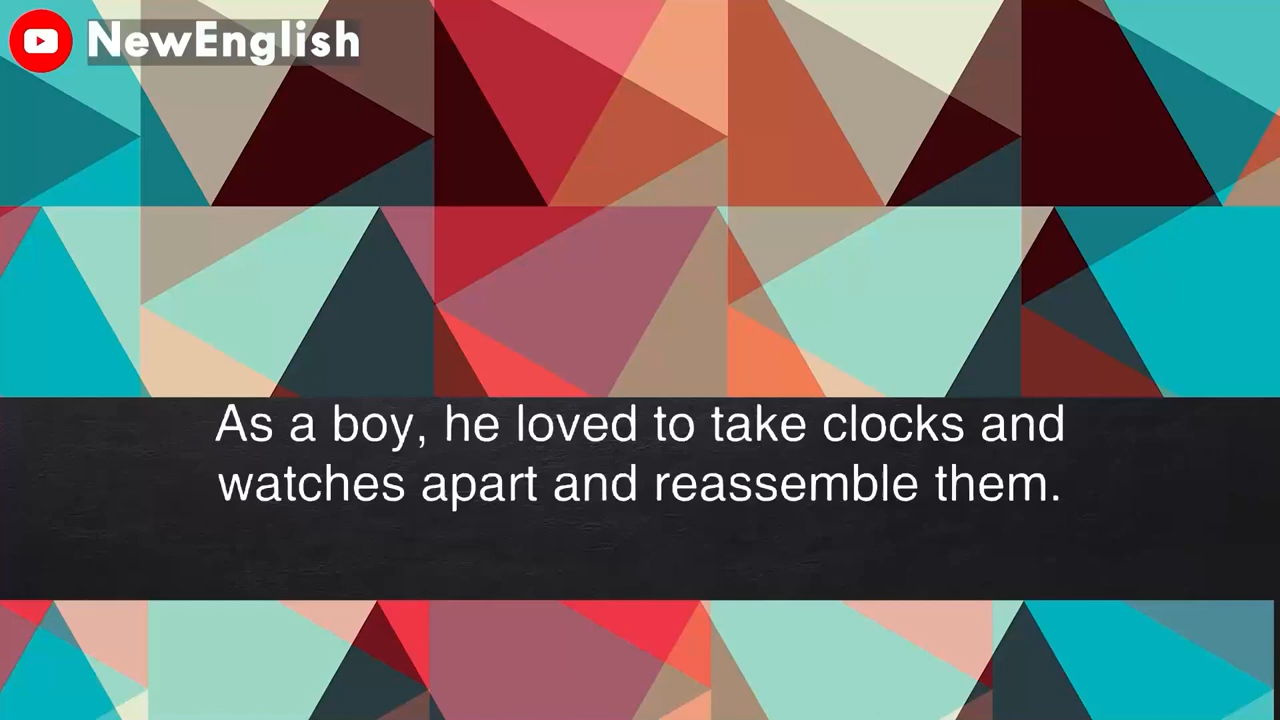 NewEnglish
As a boy, he loved to take clocks and
watches apart and reassemble them.